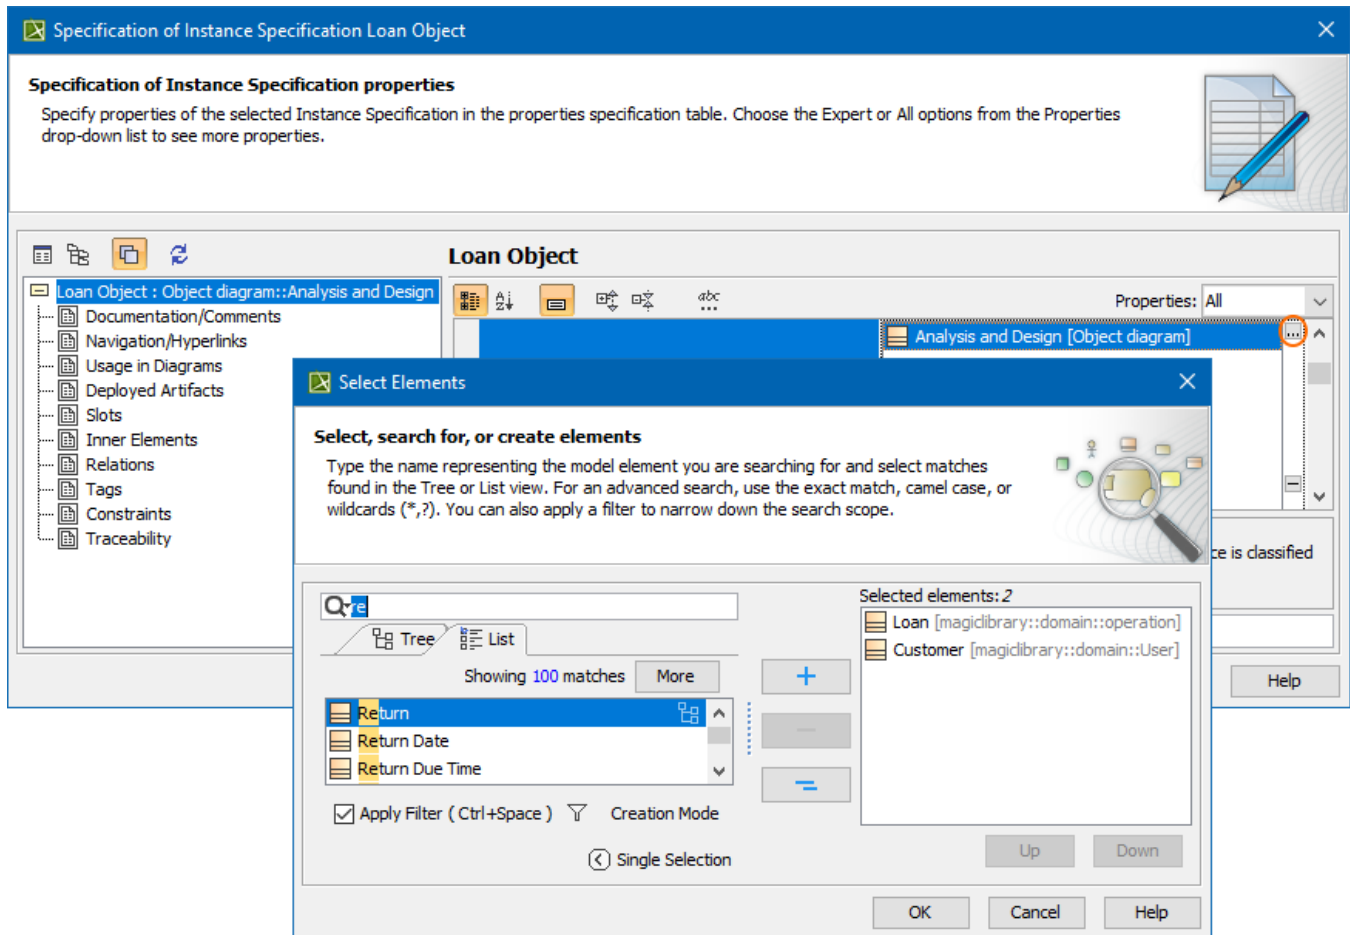 Specification of Instance Specification Loan Object
Specification of Instance Specification properties
Specify properties of the selected Instance Specification in the properties specification table. Choose the Expert or All options from the Properties
drop-down list to see more properties.
Loan Object
Loan Object : Object diagram::Analysis and Design
Documentation/Comments
Navigation/Hyperlinks
Usage in Diagrams
Deployed Artifacts
Slots
Inner Elements
Relations
Tags
Constraints
Traceability
Properties: All
Analysis and Design [Object diagram]
ce is classified
Help
Select Elements
Select, search for, or create elements
Type the name representing the model element you are searching for and select matches
found in the Tree or List view. For an advanced search, use the exact match, camel case, or
wildcards (*,?). You can also apply a filter to narrow down the search scope.
re
Tree
List
Showing 100 matches
More
Return
Return Date
Return Due Time
Apply Filter ( Ctrl+Space )
Creation Mode
Single Selection
Selected elements: 2
Loan [magiclibrary::domain::operation]
Customer [magiclibrary::domain::User]
Up
Down
OK
Cancel
Help